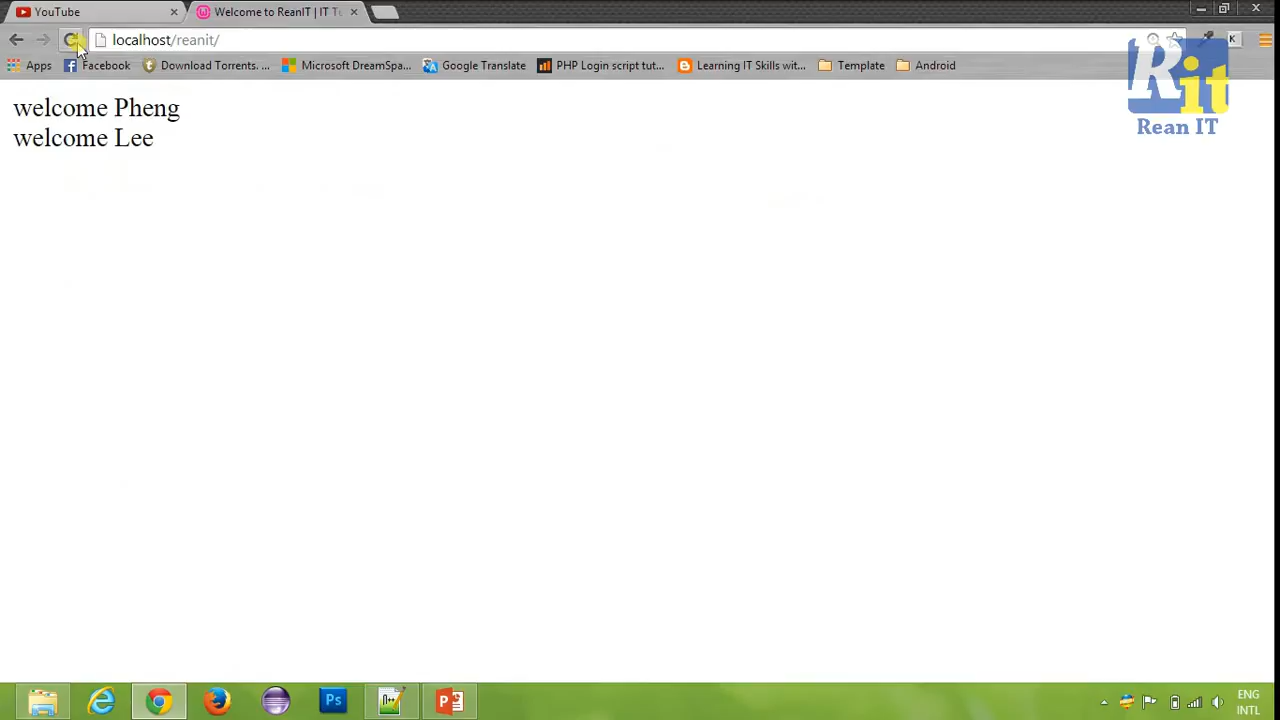 YouTube
Welcome to ReanIT | IT Tu
localhost/reanit/
K
Apps
Facebook
Download Torrents. ...
Microsoft DreamSpa...
Google Translate
PHP Login script tut...
Learning IT Skills wit...
Template
Android
Rit
Rean IT
welcome Pheng
welcome Lee
Ps
P
ENG
INTL